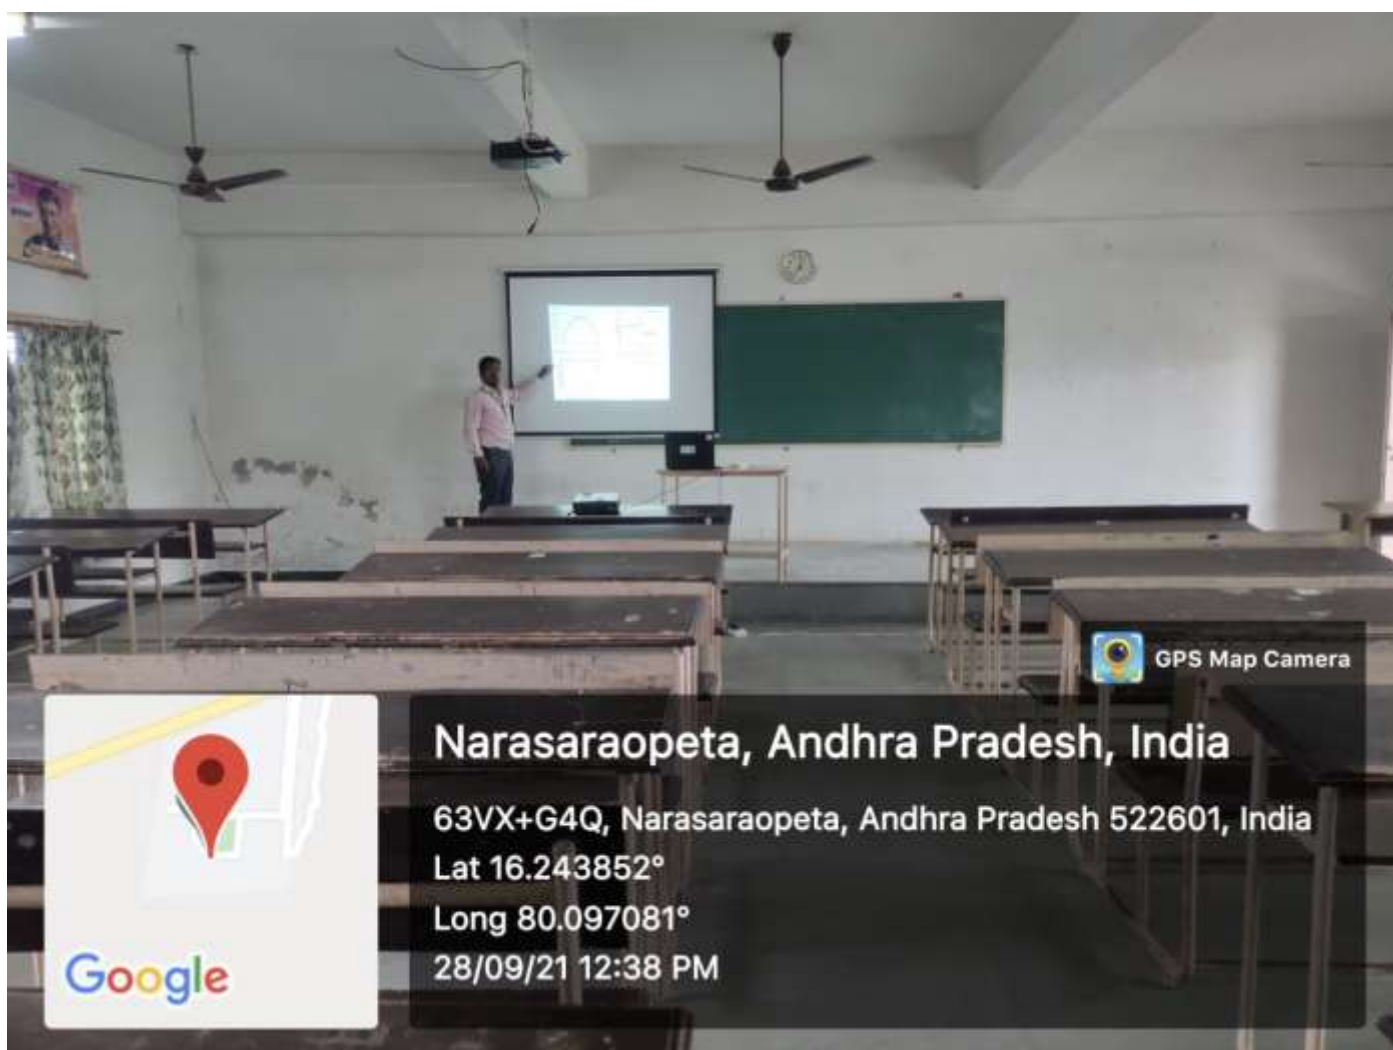 GPS Map Camera
Narasaraopeta, Andhra Pradesh, India
63VX+G4Q, Narasaraopeta, Andhra Pradesh 522601, India
Lat 16.243852°
Long 80.097081°
28/09/21 12:38 PM
Google